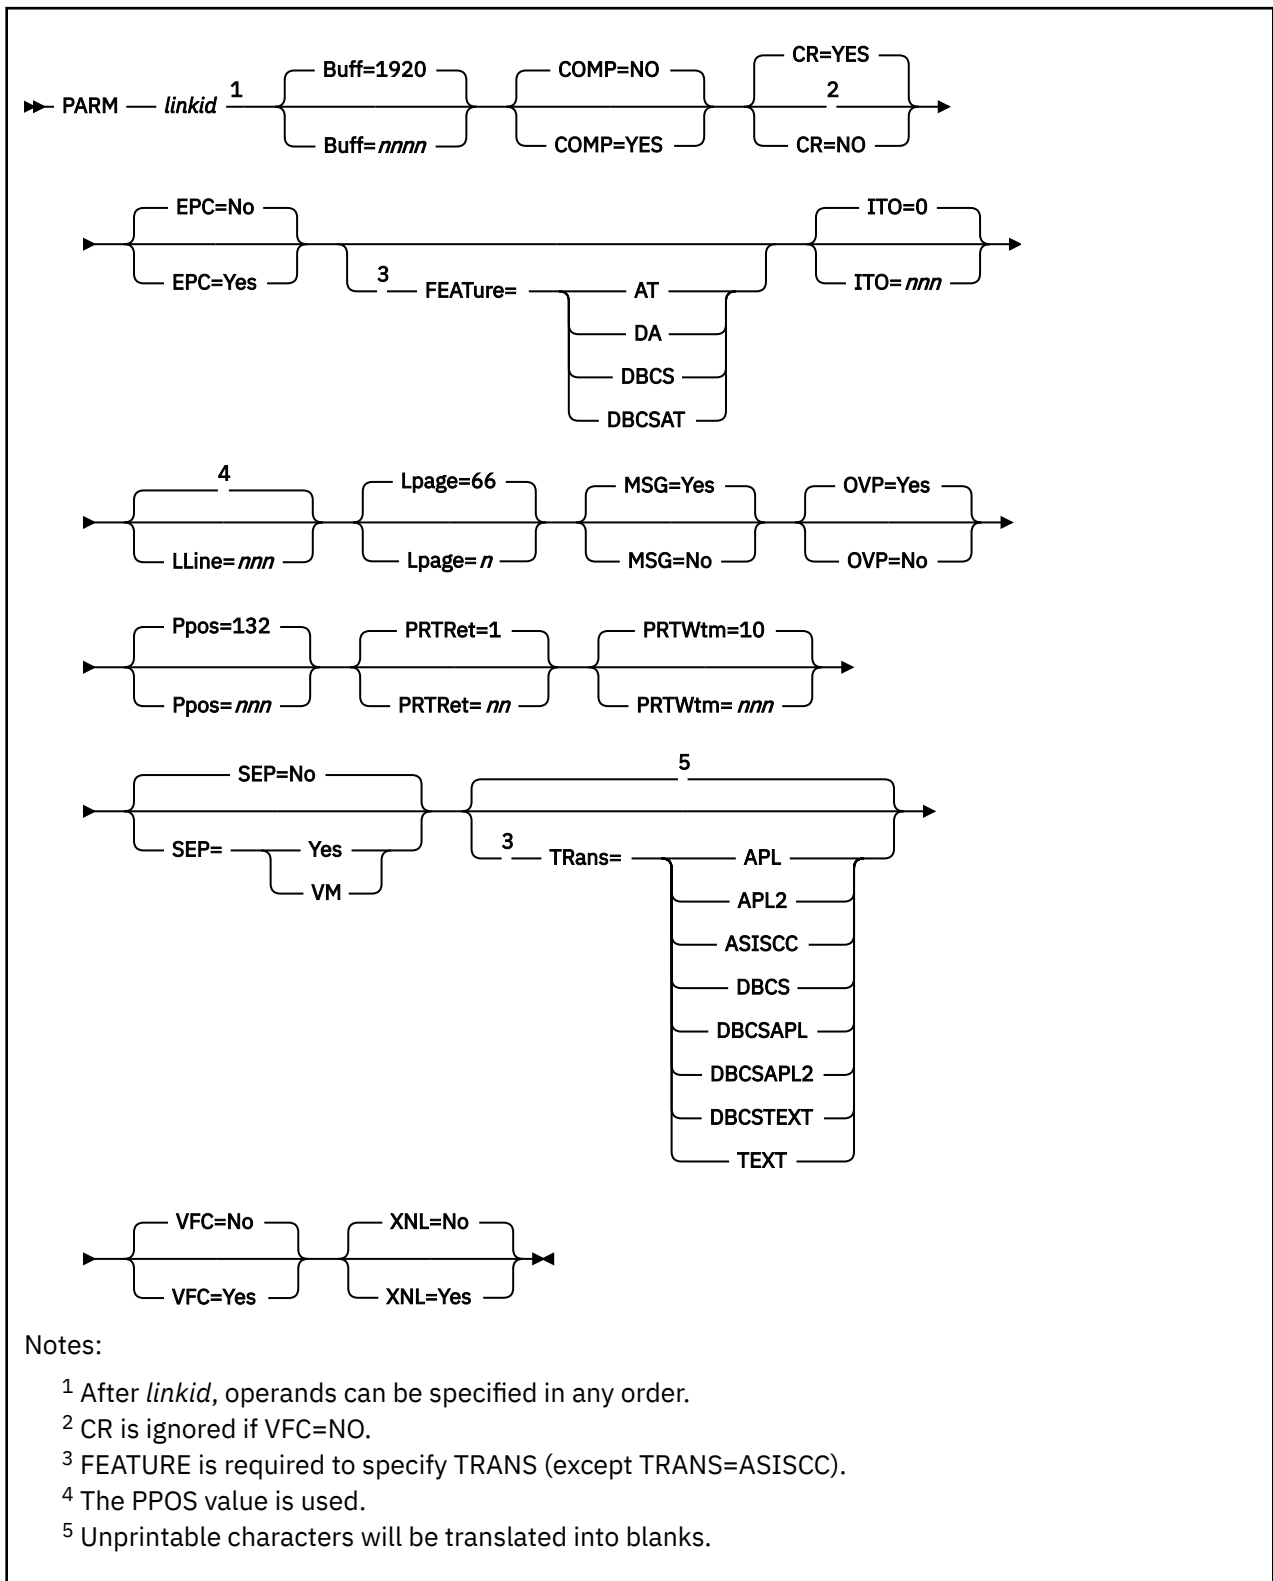 Buff=1920 COMP=NO CR=YES
PARM linkid 1 2
Buff=nnnn COMP=YES CR=NO
EPC=No ITO=0
EPC=Yes 3 FEATure= AT ITO=nnn
DA
DBCS
DBCSAT
4 Lpage=66 MSG=Yes OVP=Yes
LLine=nnn Lpage=n MSG=No OVP=No
Ppos=132 PRTRet=1 PRTWtm=10
Ppos=nnn PRTRet=nn PRTWtm=nnn
SEP=No 5
SEP= Yes 3 TRans= APL
VM APL2
ASISCC
DBCS
DBCSAPL
DBCSAPL2
DBCSTEXT
TEXT
VFC=No XNL=No
VFC=Yes XNL=Yes
Notes:
1 After linkid, operands can be specified in any order.
2 CR is ignored if VFC=NO.
3 FEATURE is required to specify TRANS (except TRANS=ASISCC).
4 The PPOS value is used.
5 Unprintable characters will be translated into blanks.